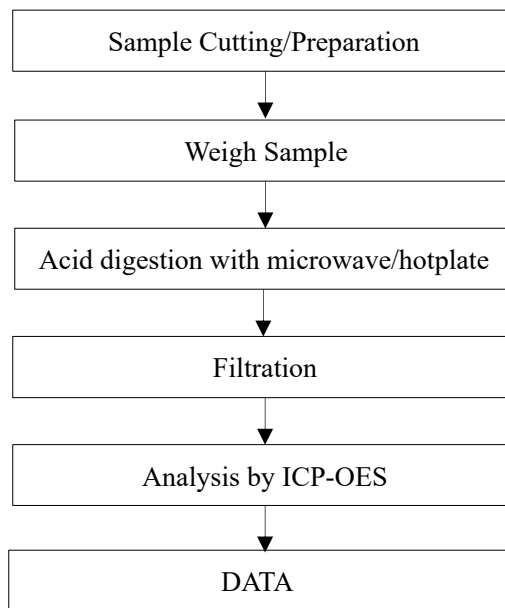 Sample Cutting/Preparation
Weigh Sample
Acid digestion with microwave/hotplate
Filtration
Analysis by ICP-OES
DATA